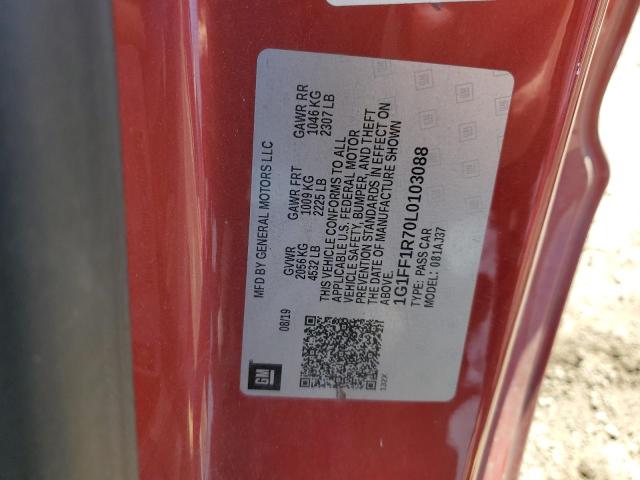 MFD BY GENERAL MOTORS LLC
08/19
GM
GVWR GAWR FRT GAWR RR
2056 KG 1009 KG 1046 KG
4532 LB 2225 LB 2307 LB
THIS VEHICLE CONFORMS TO ALL
APPLICABLE U.S. FEDERAL MOTOR
VEHICLE SAFETY, BUMPER, AND THEFT
PREVENTION STANDARDS IN EFFECT ON
THE DATE OF MANUFACTURE SHOWN
ABOVE.
1G1FF1R70L0103088
TYPE: PASS CAR
MODEL: 081AJ37